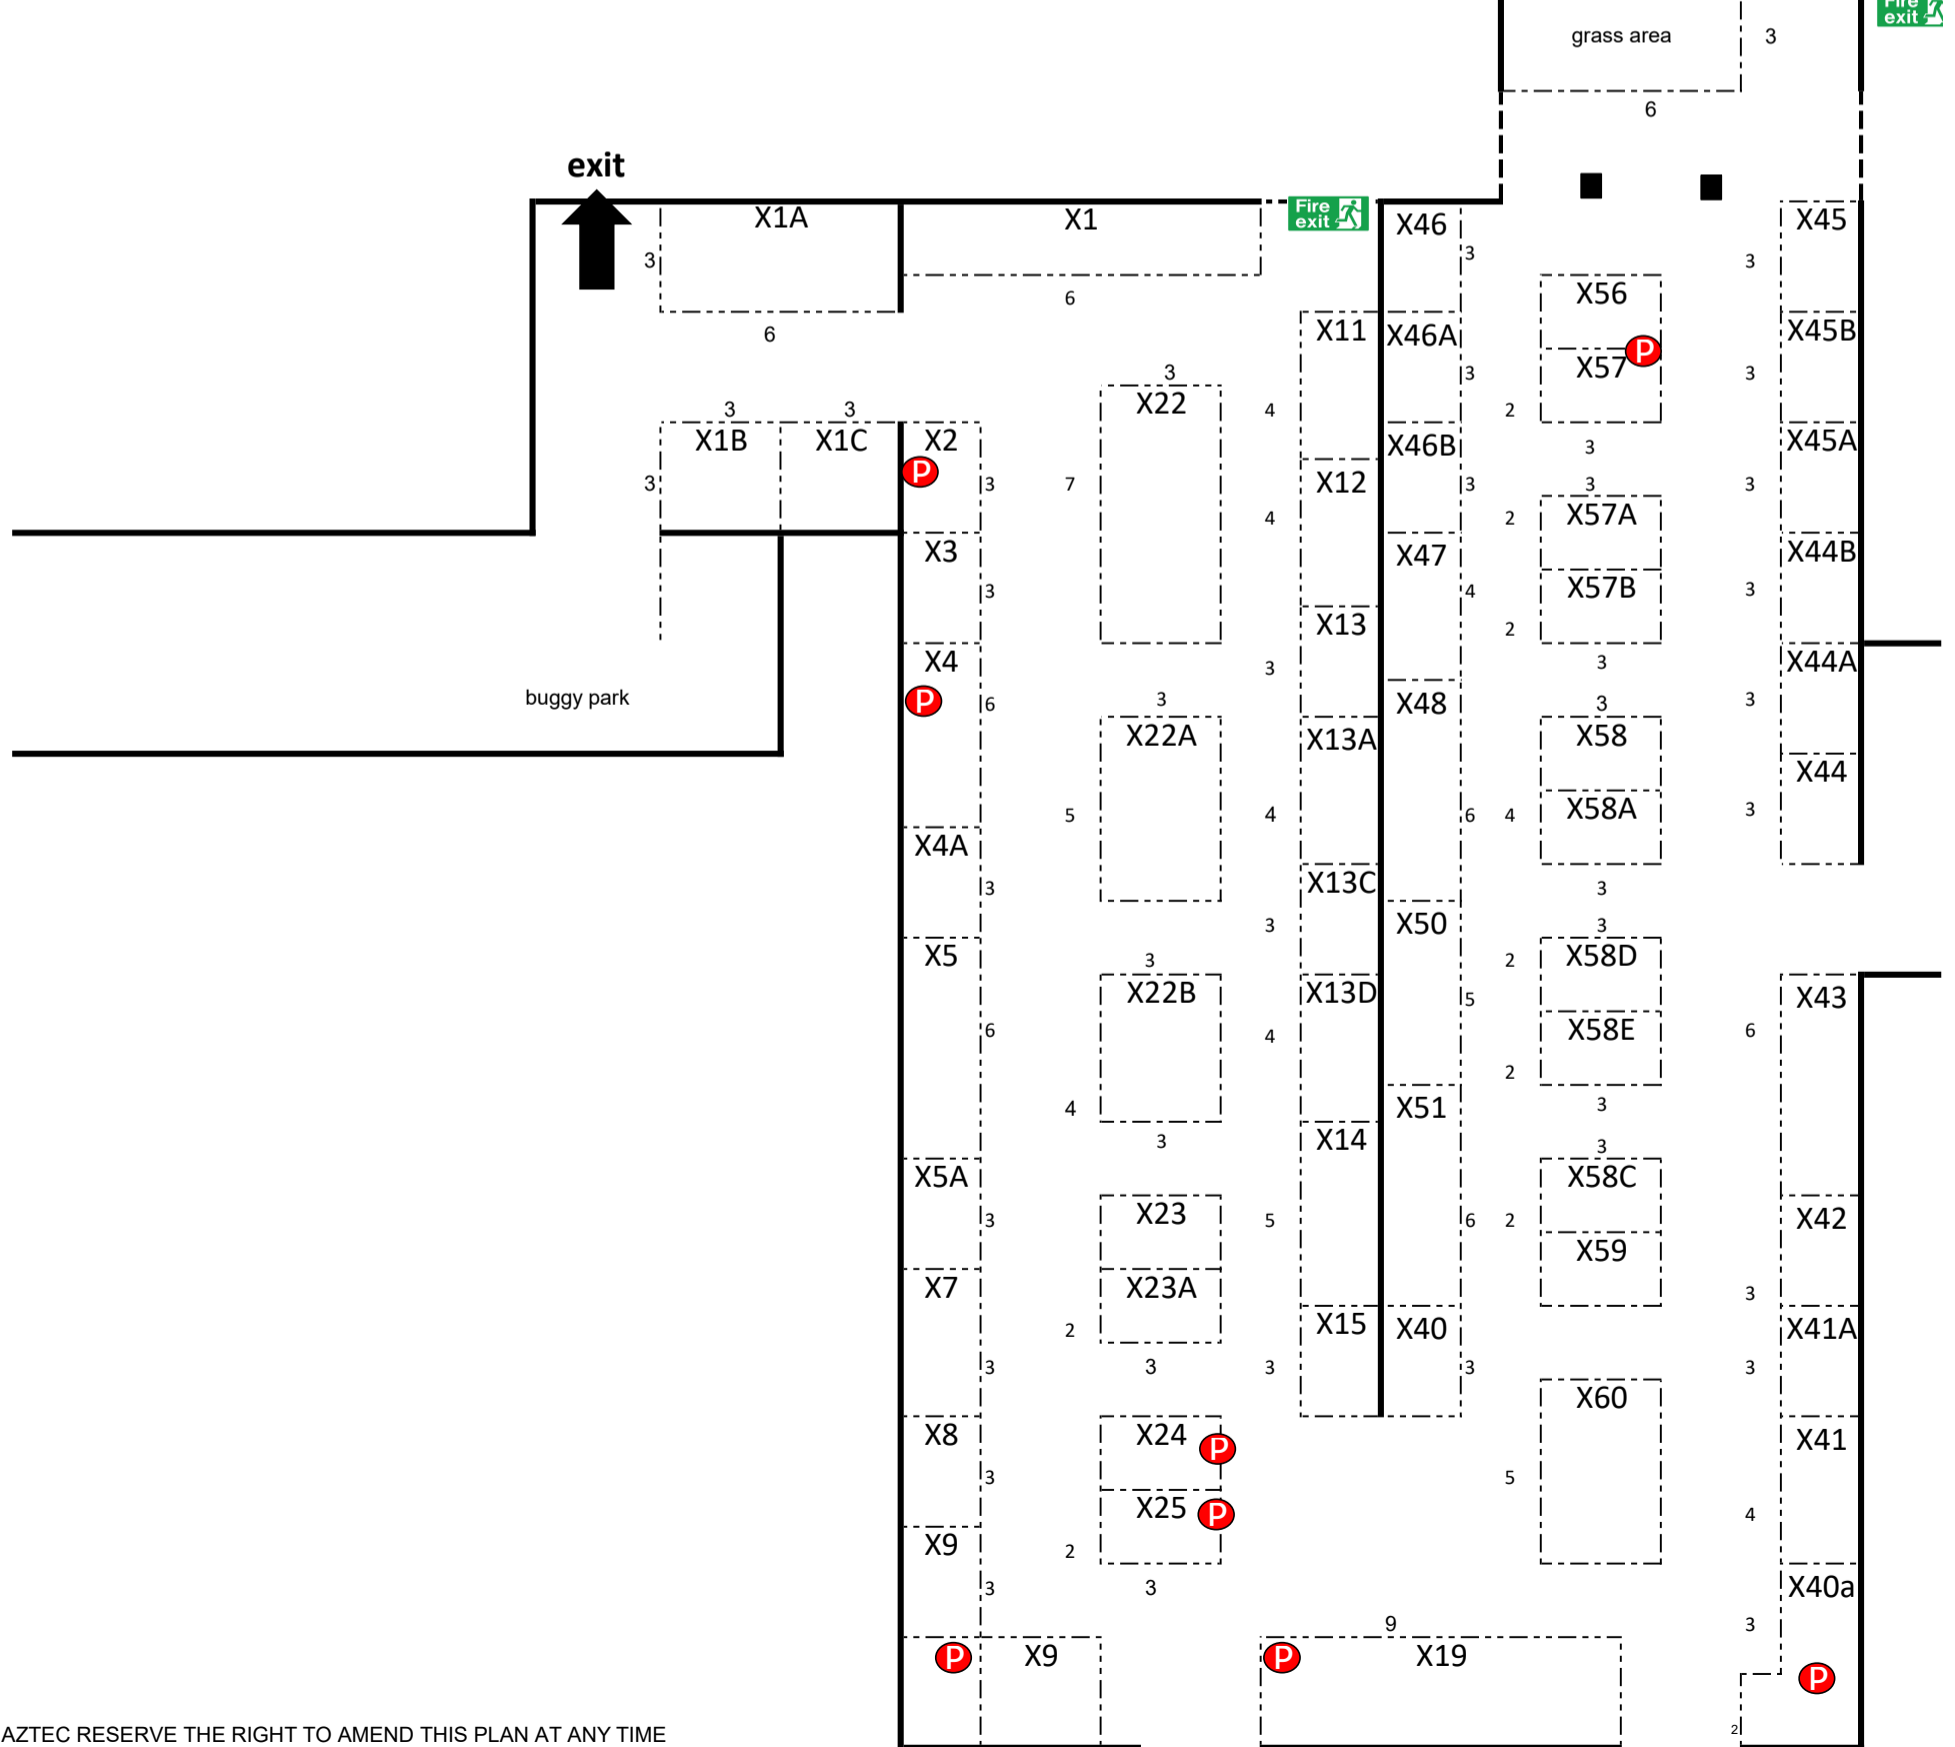 Fire
exit
grass area 3
6
exit
X1A X1 Fire
exit X46 X45
3 3 3
6 X56
6 X11 X46A X45B
X57 P
3 3 3
3 X22 4 2
3 3 X45A
X1B X1C X2 X46B 3
P
3 3 7 X12 3 3 3
4 2 X57A
X3 X47 X44B
3 4 X57B 3
X13 2
X4 3 X44A
buggy park P 6 3 3 X48 3 3
X22A X13A X58
X44
5 4 6 4 X58A 3
X4A
3 X13C 3
3 X50 3
X5 3 2 X58D
X22B X13D 5 X43
6 4 X58E 6
2
4 X51 3
3 X14 3
X5A X58C
3 X23 5 6 2 X42
X59
X7 X23A 3
2 X15 X40 X41A
3 3 3 3 3
X60
X8 X24 P X41
3 5
X25 P 4
X9 2
3 3 X40a
9 3
P X9 P X19
P
AZTEC RESERVE THE RIGHT TO AMEND THIS PLAN AT ANY TIME 2